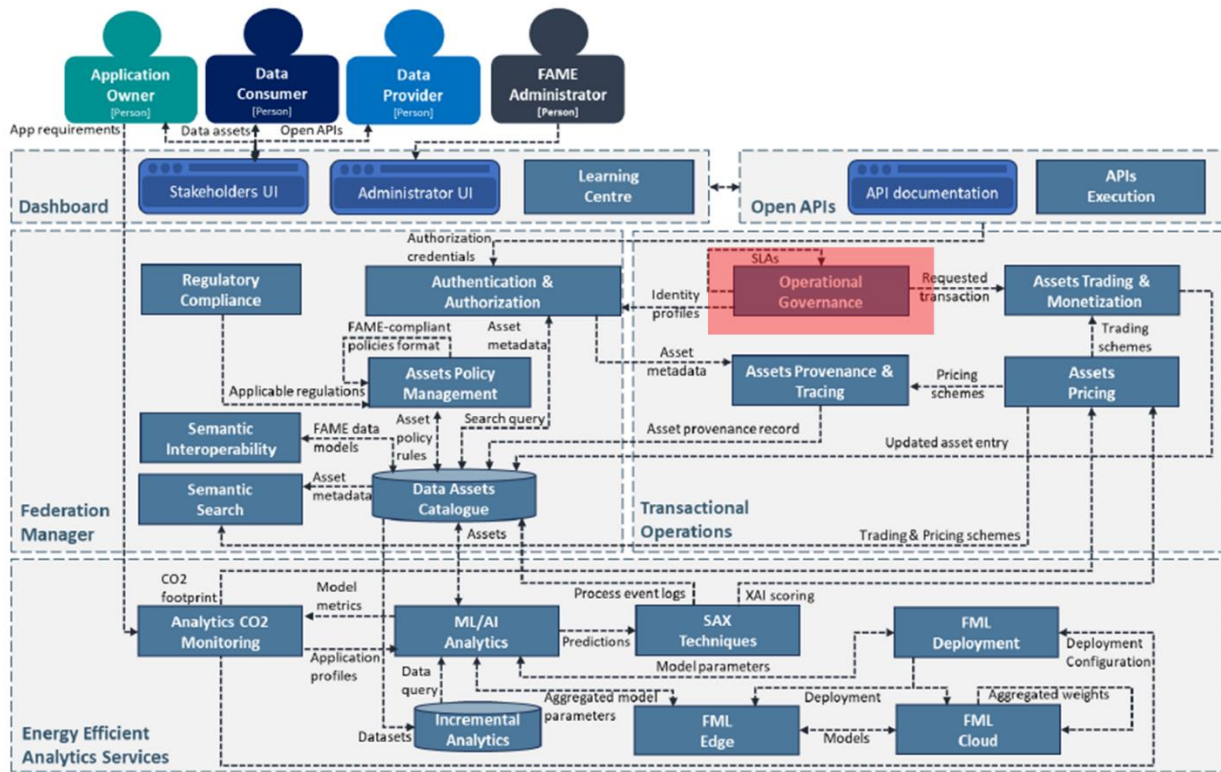 Application
Owner
[Person]
Data
Consumer
[Person]
Data
Provider
[Person]
FAME
Administrator
[Person]
App requirements
Data assets
Open APIs
Stakeholders UI
Administrator UI
Learning
Centre
Dashboard
API documentation
APIs
Execution
Open APIs
Authorization
credentials
Regulatory
Compliance
Authentication &
Authorization
Identity
profiles
SLAs
Operational
Governance
Requested
transaction
Assets Trading &
Monetization
FAME-compliant
policies format
Asset
metadata
Asset
metadata
Trading
schemes
Assets Policy
Management
Assets Provenance &
Tracing
Pricing
schemes
Assets
Pricing
Applicable regulations
Semantic
Interoperability
FAME data
models
Asset
policy
rules
Search query
Asset provenance record
Updated asset entry
Semantic
Search
Asset
metadata
Data Assets
Catalogue
Federation
Manager
Assets
Transactional
Operations
Trading & Pricing schemes
CO2
footprint
Model
metrics
Process event logs
XAI scoring
Analytics CO2
Monitoring
ML/AI
Analytics
Predictions
SAX
Techniques
FML
Deployment
Application
profiles
Data
query
Model parameters
Deployment
Configuration
Aggregated model
parameters
Deployment
Aggregated weights
Datasets
Incremental
Analytics
FML
Edge
Models
FML
Cloud
Energy Efficient
Analytics Services